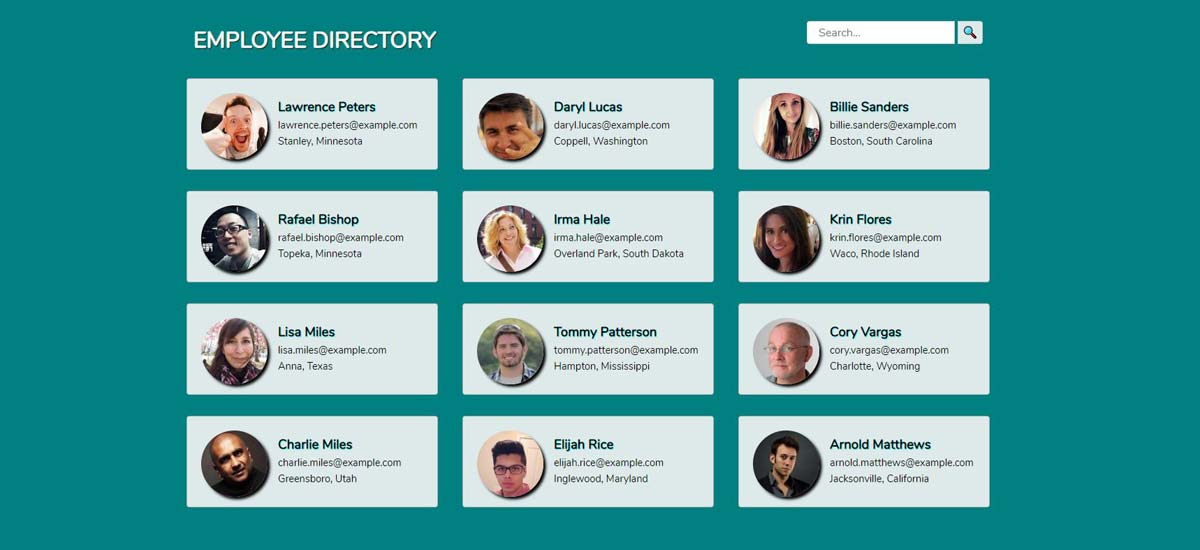 EMPLOYEE DIRECTORY
Search...
Lawrence Peters
lawrence.peters@example.com
Stanley, Minnesota
Daryl Lucas
daryl.lucas@example.com
Coppell, Washington
Billie Sanders
billie.sanders@example.com
Boston, South Carolina
Rafael Bishop
rafael.bishop@example.com
Topeka, Minnesota
Irma Hale
irma.hale@example.com
Overland Park, South Dakota
Krin Flores
krin.flores@example.com
Waco, Rhode Island
Lisa Miles
lisa.miles@example.com
Anna, Texas
Tommy Patterson
tommy.patterson@example.com
Hampton, Mississippi
Cory Vargas
cory.vargas@example.com
Charlotte, Wyoming
Charlie Miles
charlie.miles@example.com
Greensboro, Utah
Elijah Rice
elijah.rice@example.com
Inglewood, Maryland
Arnold Matthews
arnold.matthews@example.com
Jacksonville, California